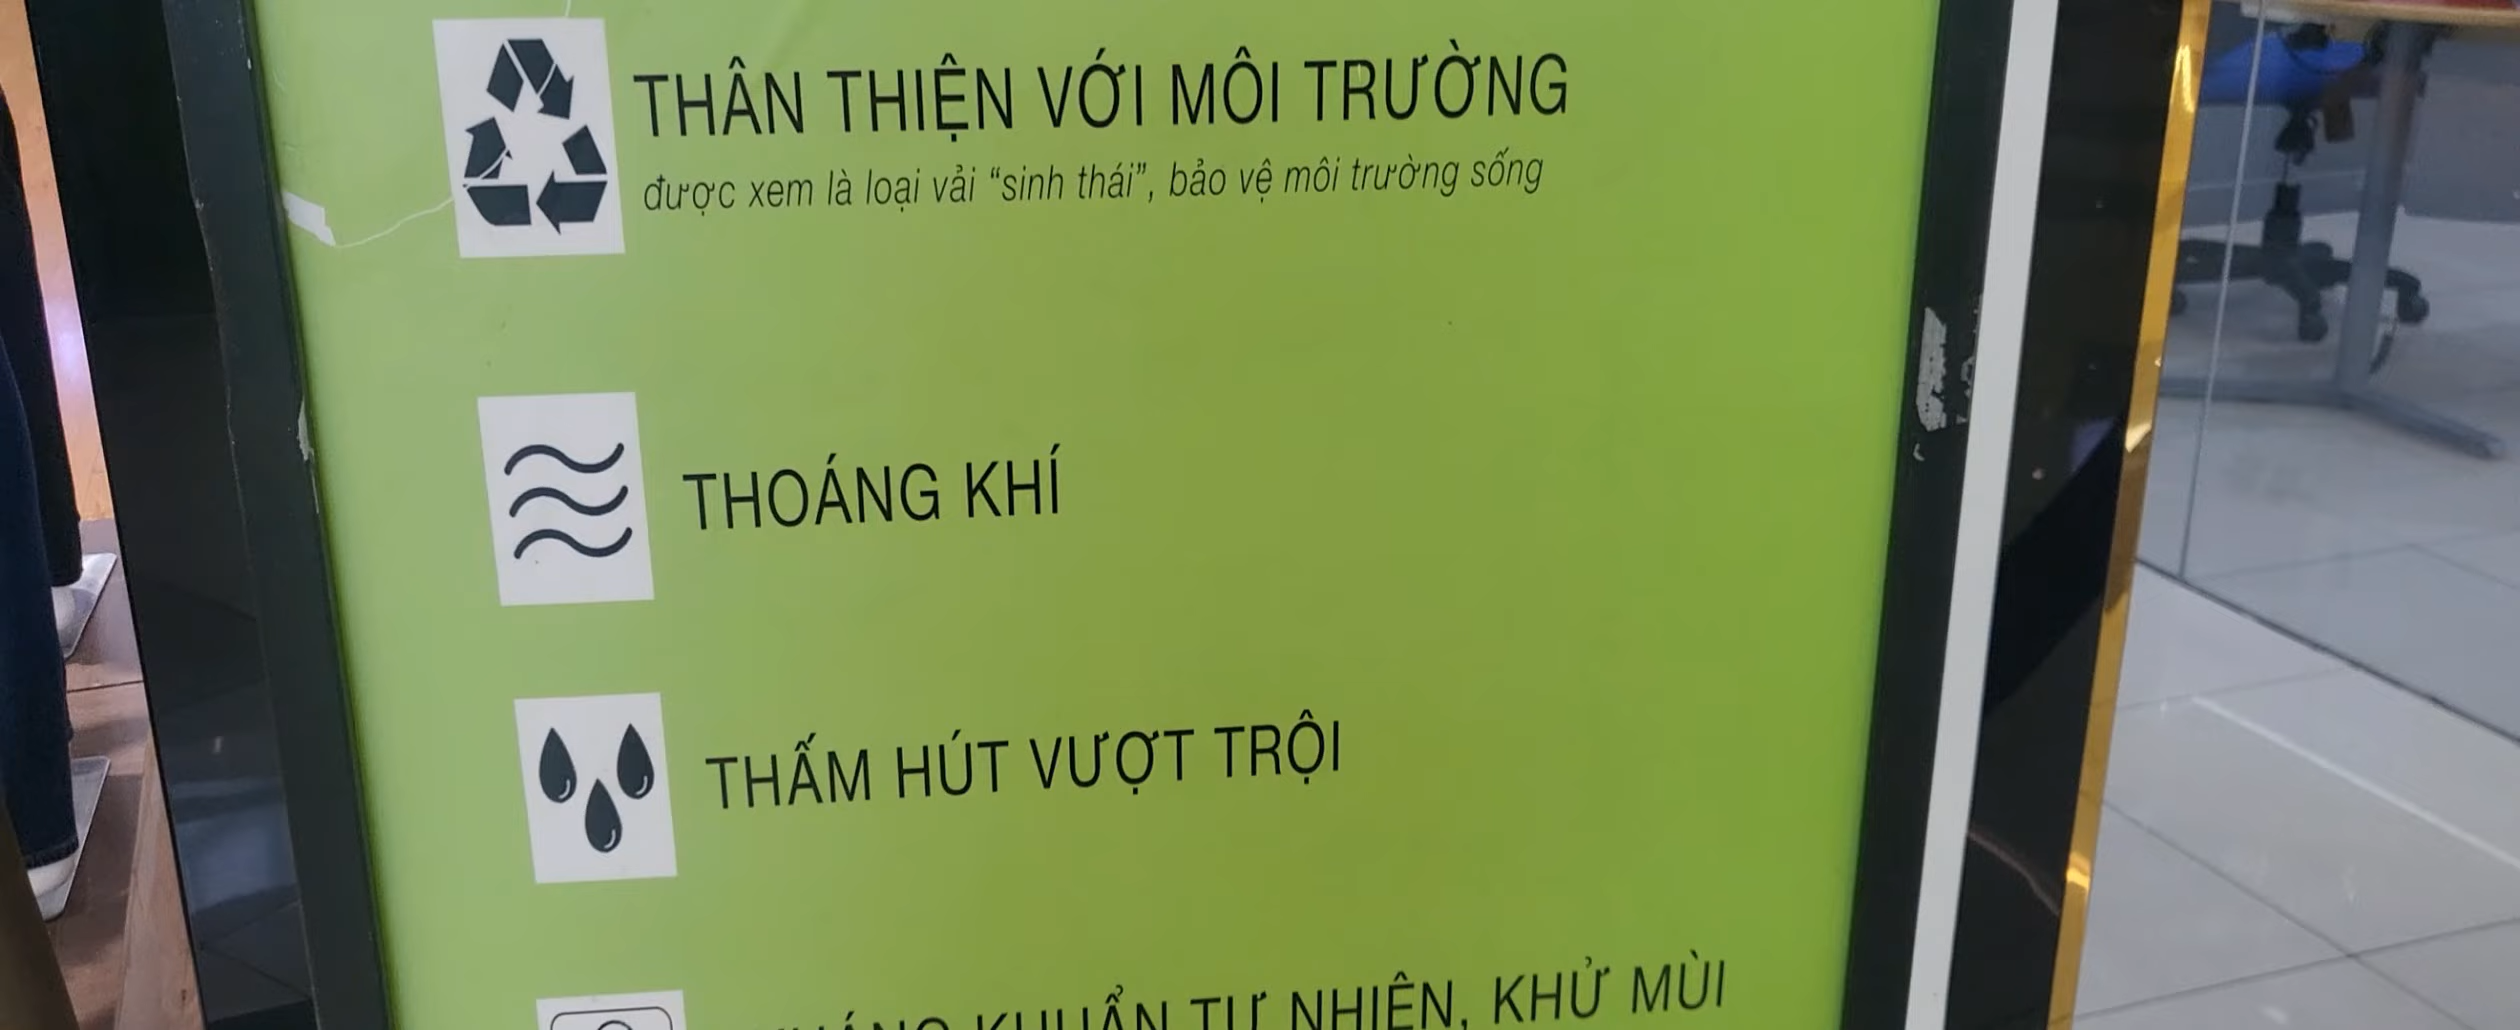 THÂN THIỆN VỚI MÔI TRƯỜNG
được xem là loại vải “sinh thái”, bảo vệ môi trường sống
THOÁNG KHÍ
THẤM HÚT VƯỢT TRỘI
KHÁNG KHUẨN TỰ NHIÊN, KHỬ MÙI